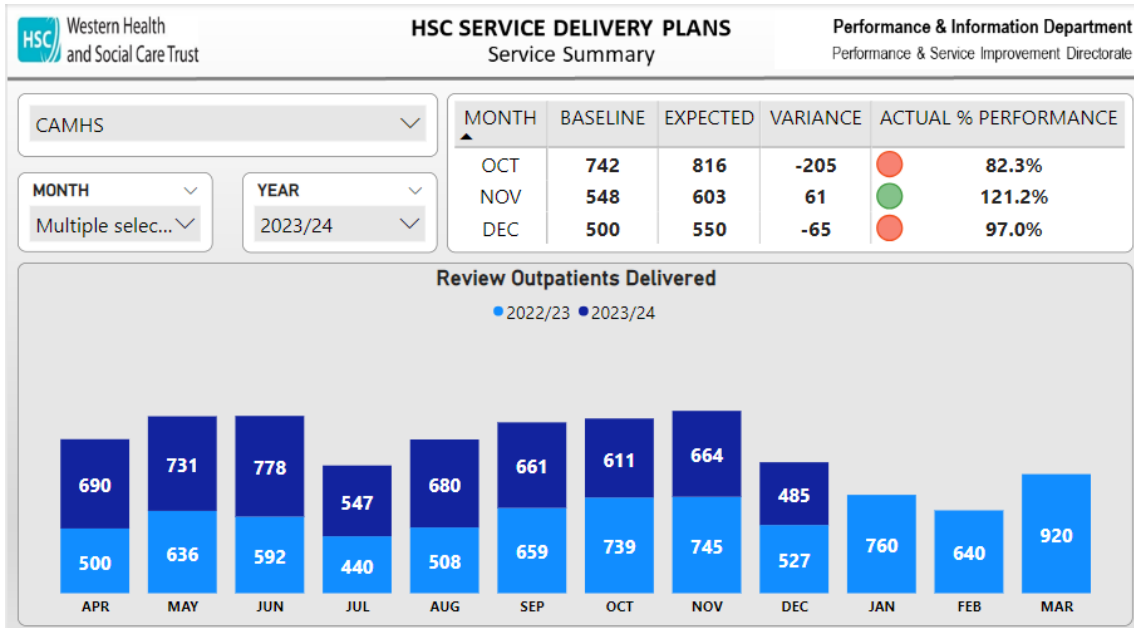 HSC Western Health
and Social Care Trust
HSC SERVICE DELIVERY PLANS
Service Summary
Performance & Information Department
Performance & Service Improvement Directorate
CAMHS
MONTH
Multiple selec...
YEAR
2023/24
MONTH BASELINE EXPECTED VARIANCE ACTUAL % PERFORMANCE
OCT 742 816 -205 82.3%
NOV 548 603 61 121.2%
DEC 500 550 -65 97.0%
Review Outpatients Delivered
2022/23 2023/24
690 731 778 547 680 661 611 664 485
500 636 592 440 508 659 739 745 527 760 640 920
APR MAY JUN JUL AUG SEP OCT NOV DEC JAN FEB MAR